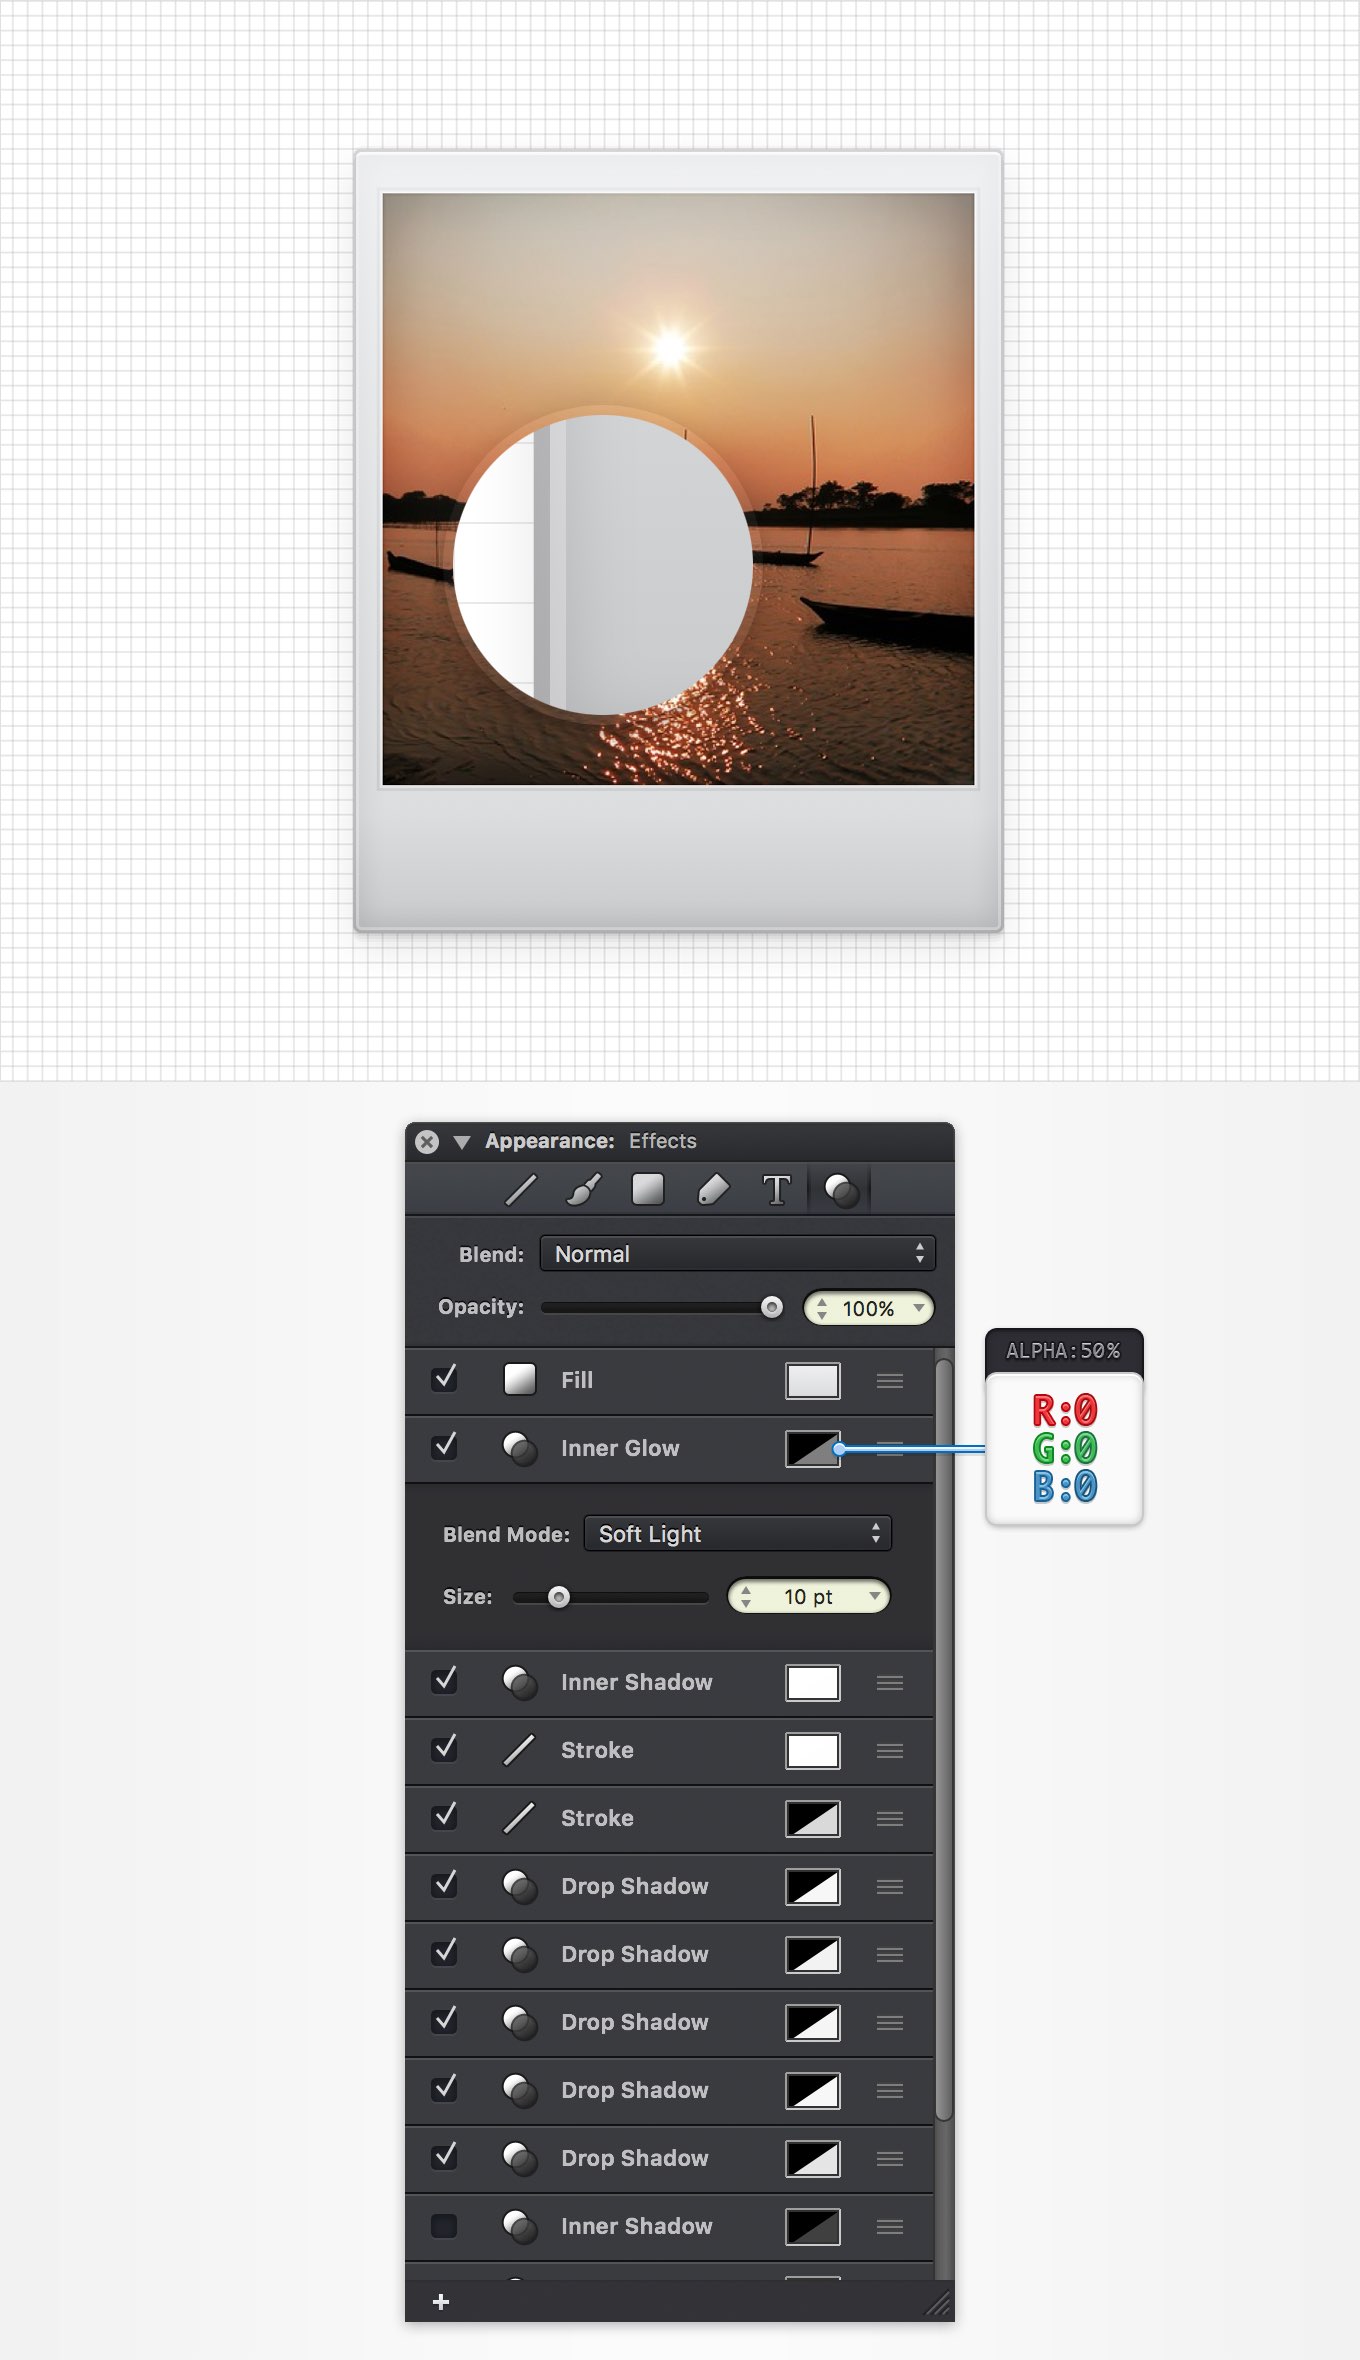 Appearance: Effects
T
Blend: Normal
Opacity: 100%
Fill
Inner Glow
ALPHA:50%
R:0
G:0
B:0
Blend Mode: Soft Light
Size: 10 pt
Inner Shadow
Stroke
Stroke
Drop Shadow
Drop Shadow
Drop Shadow
Drop Shadow
Drop Shadow
Inner Shadow